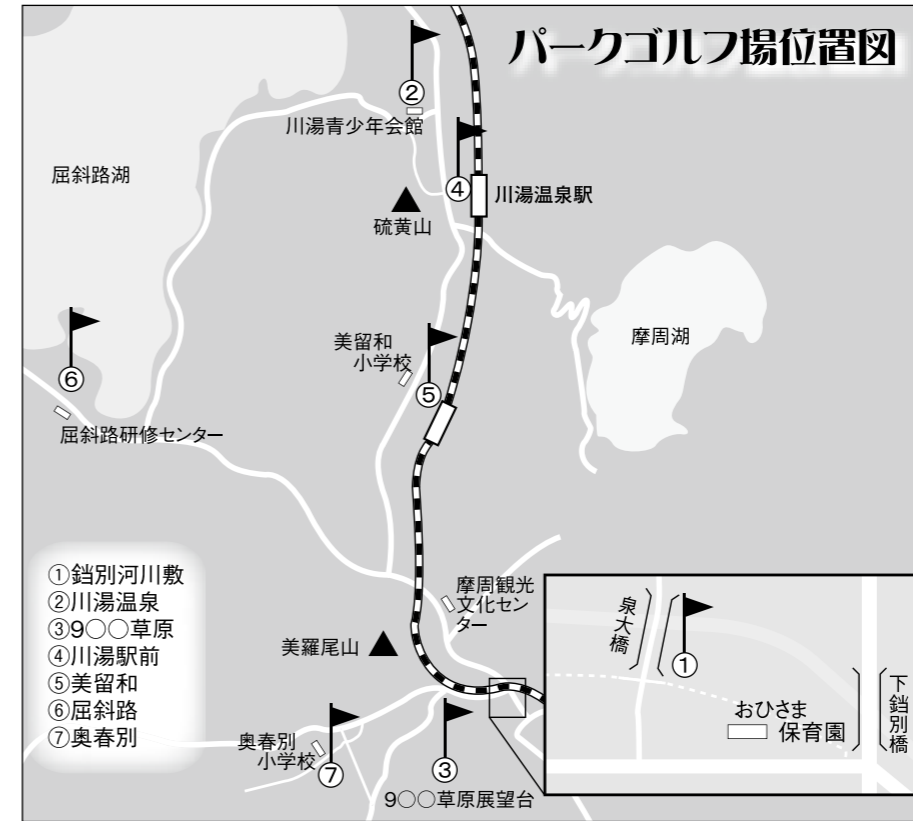 パークゴルフ場位置図
②
川湯青少年会館
屈斜路湖
④
川湯温泉駅
硫黄山
摩周湖
美留和
小学校
⑤
⑥
屈斜路研修センター
①鐺別河川敷
②川湯温泉
③9○○草原
④川湯駅前
⑤美留和
⑥屈斜路
⑦奥春別
摩周観光
文化セン
ター
美羅尾山
奥春別
小学校
⑦
③
9○○草原展望台
泉大橋
①
おひさま
保育園
下鐺別橋